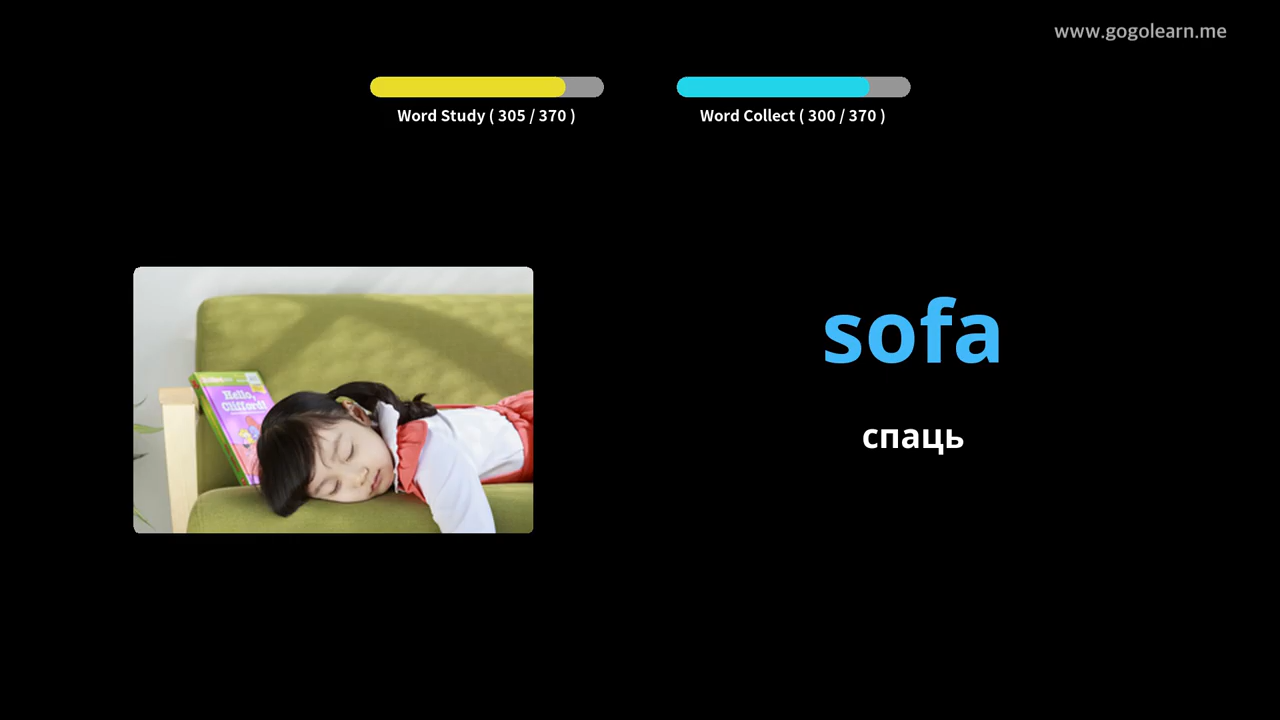 www.gogolearn.me
Word Study ( 305 / 370 )
Word Collect ( 300 / 370 )
Hello,
Clifford!
sofa
спаць